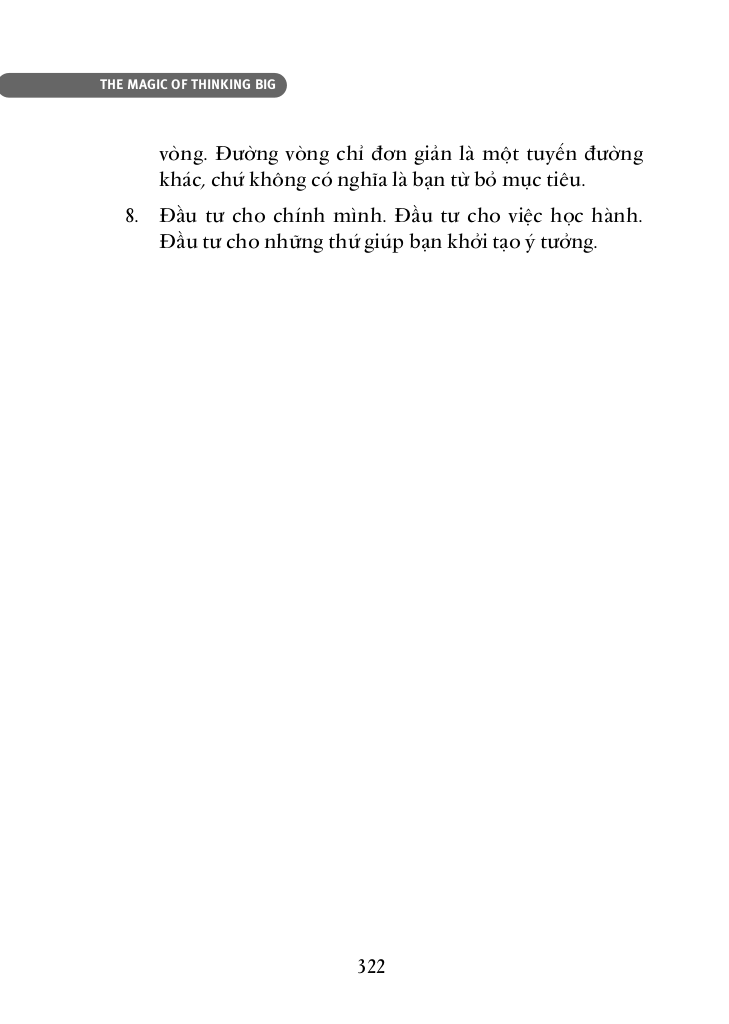 THE MAGIC OF THINKING BIG
vòng. Đường vòng chỉ đơn giản là một tuyến đường
khác, chứ không có nghĩa là bạn từ bỏ mục tiêu.
8. Đầu tư cho chính mình. Đầu tư cho việc học hành.
Đầu tư cho những thứ giúp bạn khởi tạo ý tưởng.
322